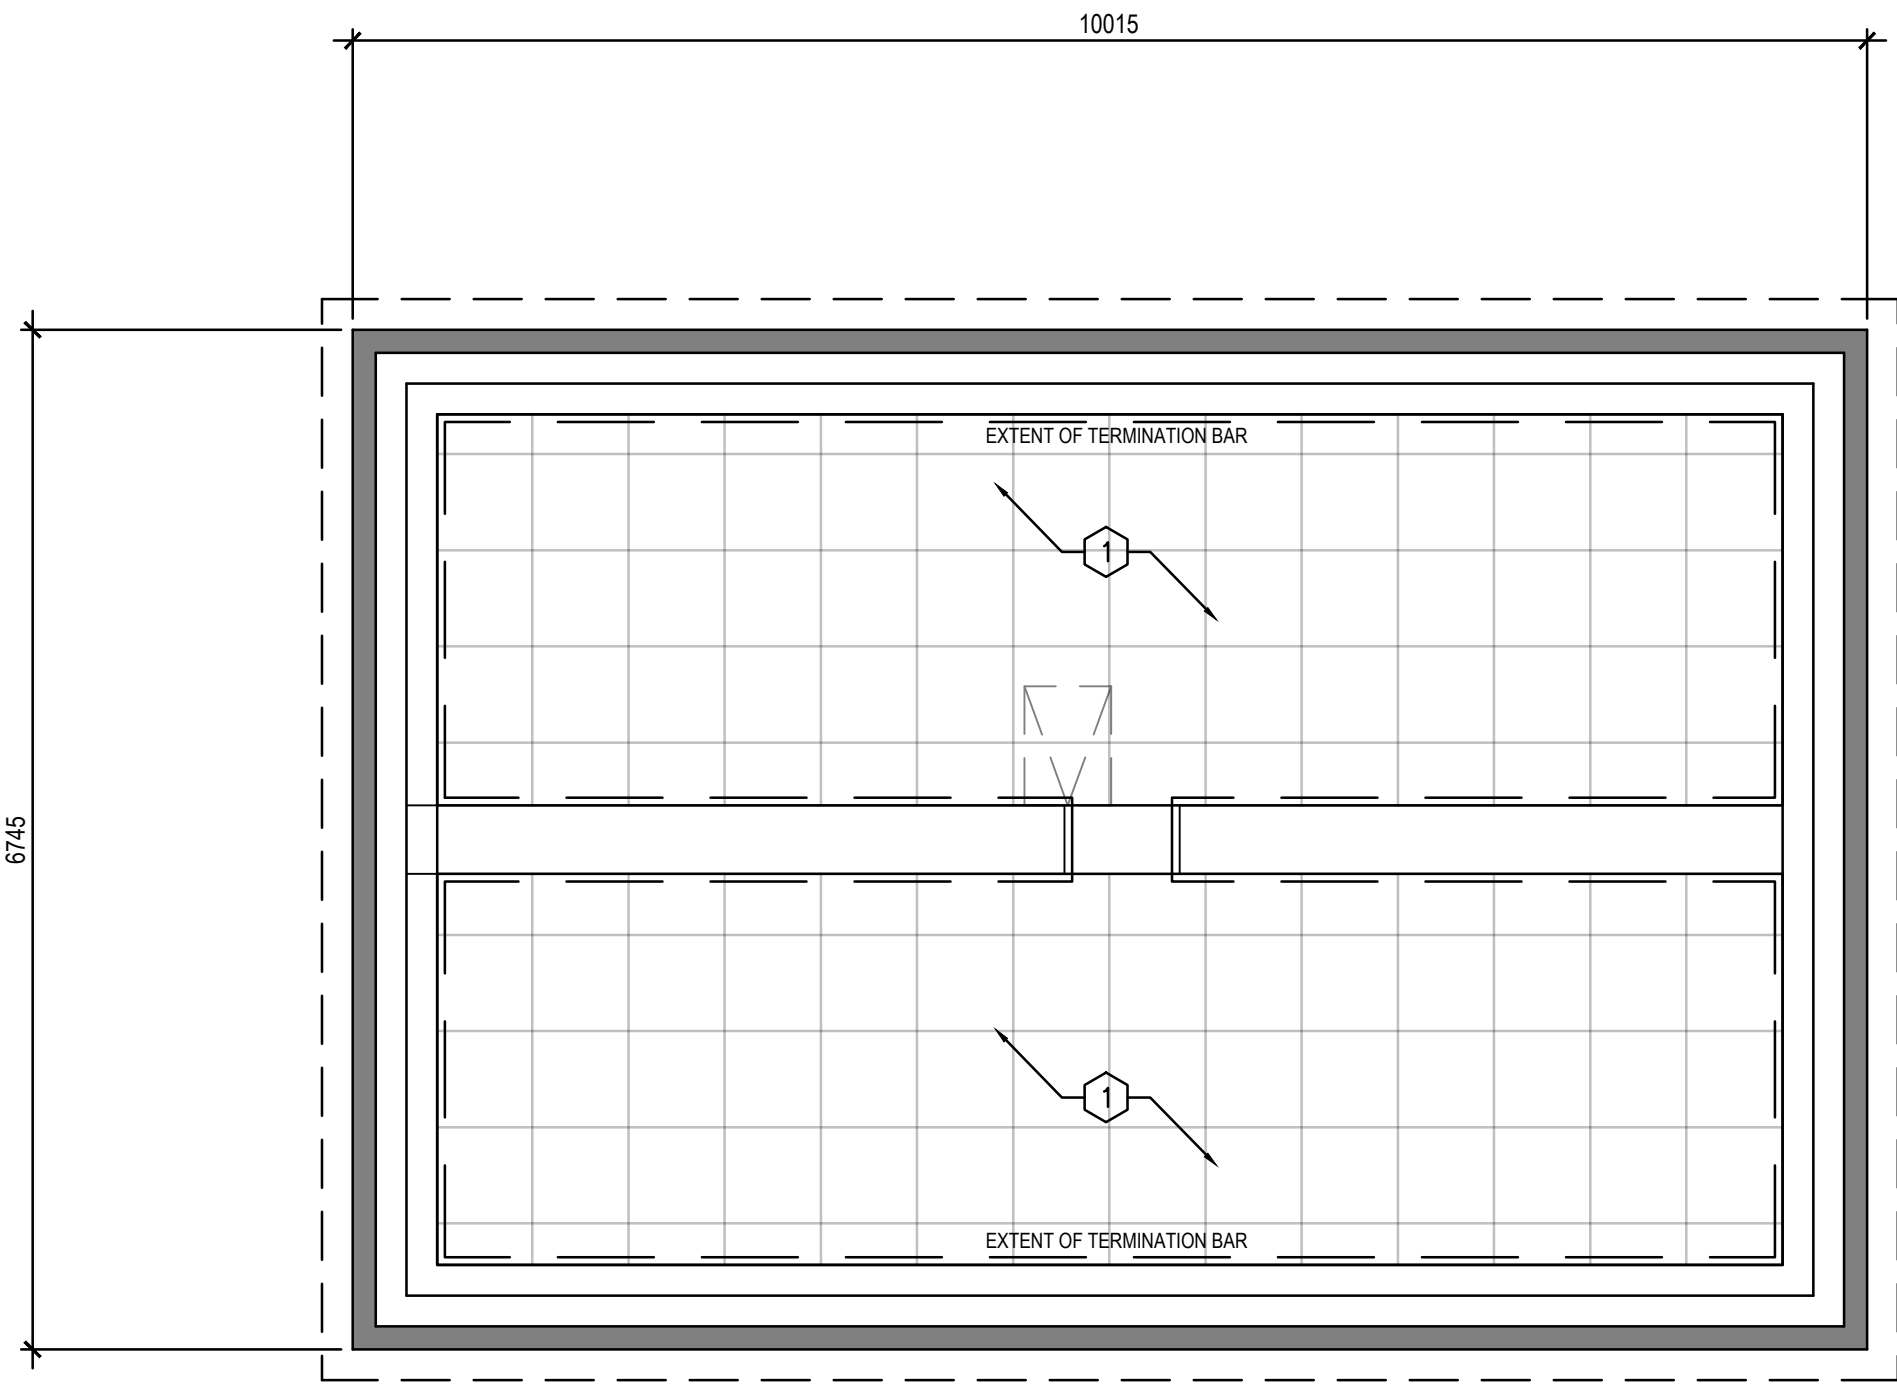 10015
EXTENT OF TERMINATION BAR
1
6745
1
EXTENT OF TERMINATION BAR